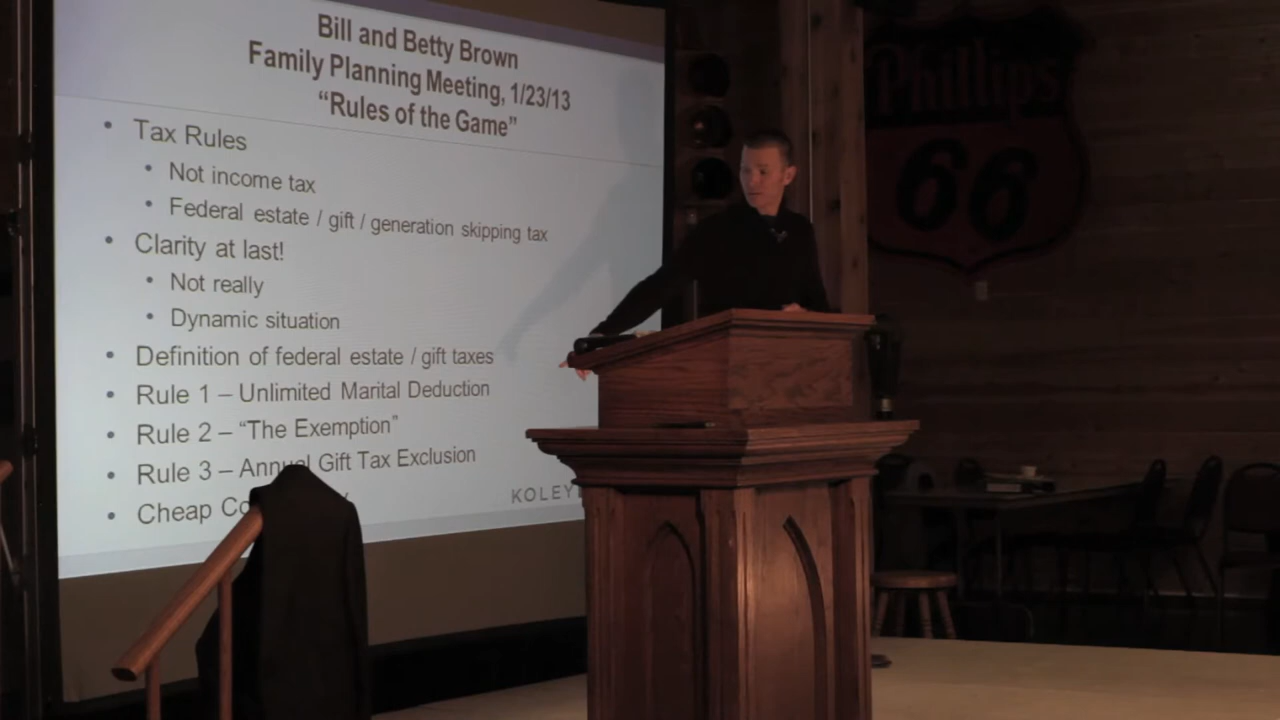 Bill and Betty Brown
Family Planning Meeting, 1/23/13
“Rules of the Game”
• Tax Rules
• Not income tax
• Federal estate / gift / generation skipping tax
• Clarity at last!
• Not really
• Dynamic situation
• Definition of federal estate / gift taxes
• Rule 1 – Unlimited Marital Deduction
• Rule 2 – “The Exemption”
• Rule 3 – Annual Gift Tax Exclusion
• Cheap
KOLEY
Phillips
66